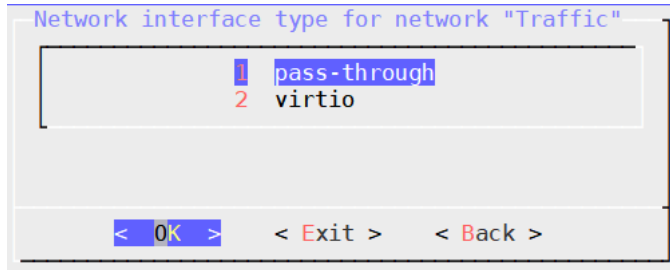 Network interface type for network "Traffic"
1 pass-through
2 virtio
< OK > < Exit > < Back >